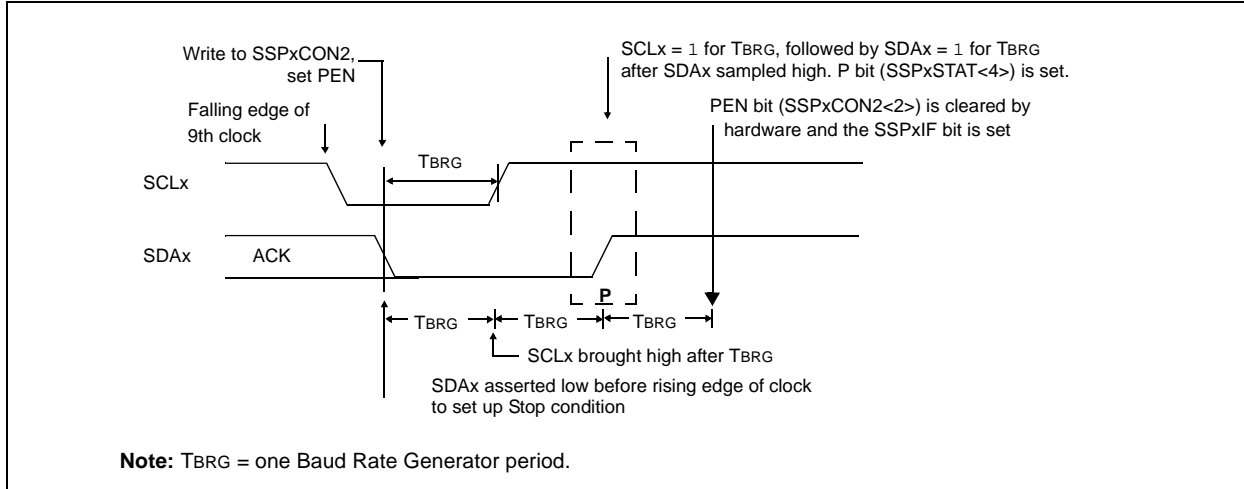 Write to SSPxCON2,
set PEN
SCLx = 1 for TBRG, followed by SDAx = 1 for TBRG
after SDAx sampled high. P bit (SSPxSTAT<4>) is set.
Falling edge of
9th clock
PEN bit (SSPxCON2<2>) is cleared by
hardware and the SSPxIF bit is set
TBRG
SCLx
SDAx
ACK
P
TBRG
TBRG
TBRG
SCLx brought high after TBRG
SDAx asserted low before rising edge of clock
to set up Stop condition
Note: TBRG = one Baud Rate Generator period.